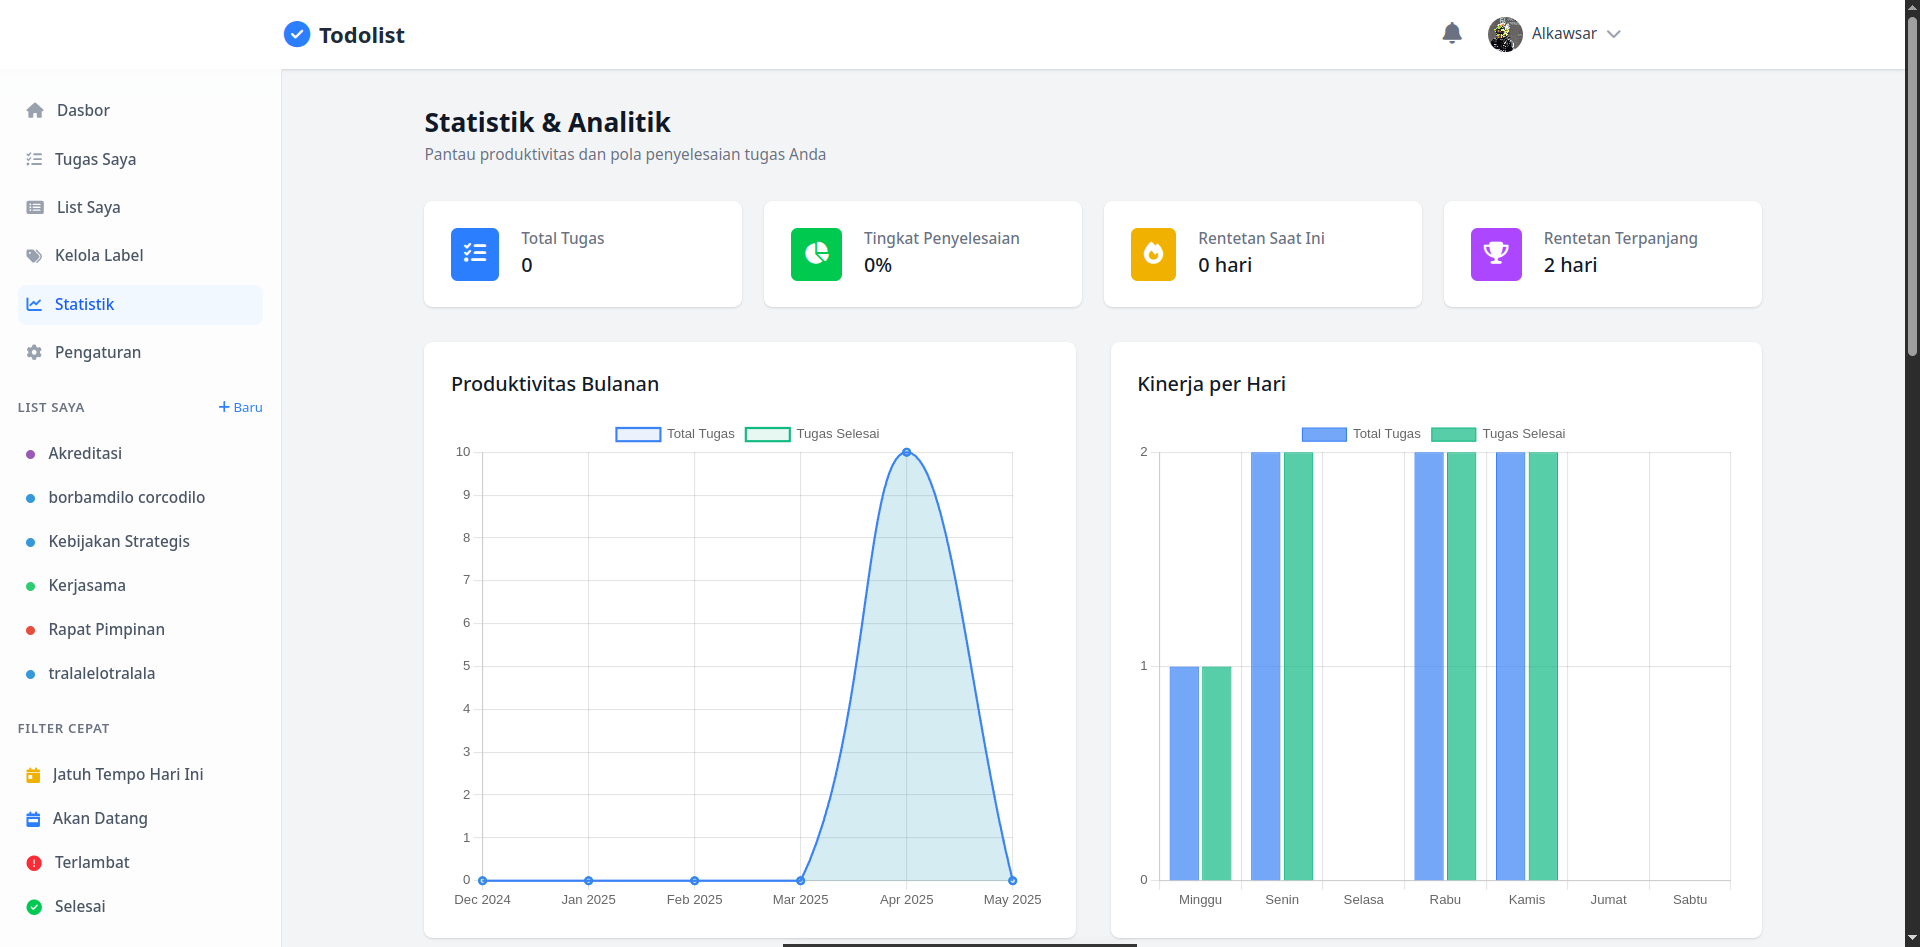 Todolist
Alkawsar
Dasbor
Tugas Saya
List Saya
Kelola Label
Statistik
Pengaturan
LIST SAYA
+ Baru
Akreditasi
borbamdilo corcodilo
Kebijakan Strategis
Kerjasama
Rapat Pimpinan
tralalelotralala
FILTER CEPAT
Jatuh Tempo Hari Ini
Akan Datang
Terlambat
Selesai
Statistik & Analitik
Pantau produktivitas dan pola penyelesaian tugas Anda
Total Tugas
0
Tingkat Penyelesaian
0%
Rentetan Saat Ini
0 hari
Rentetan Terpanjang
2 hari
Produktivitas Bulanan
Total Tugas
Tugas Selesai
10
9
8
7
6
5
4
3
2
1
0
Dec 2024
Jan 2025
Feb 2025
Mar 2025
Apr 2025
May 2025
Kinerja per Hari
Total Tugas
Tugas Selesai
2
1
0
Minggu
Senin
Selasa
Rabu
Kamis
Jumat
Sabtu